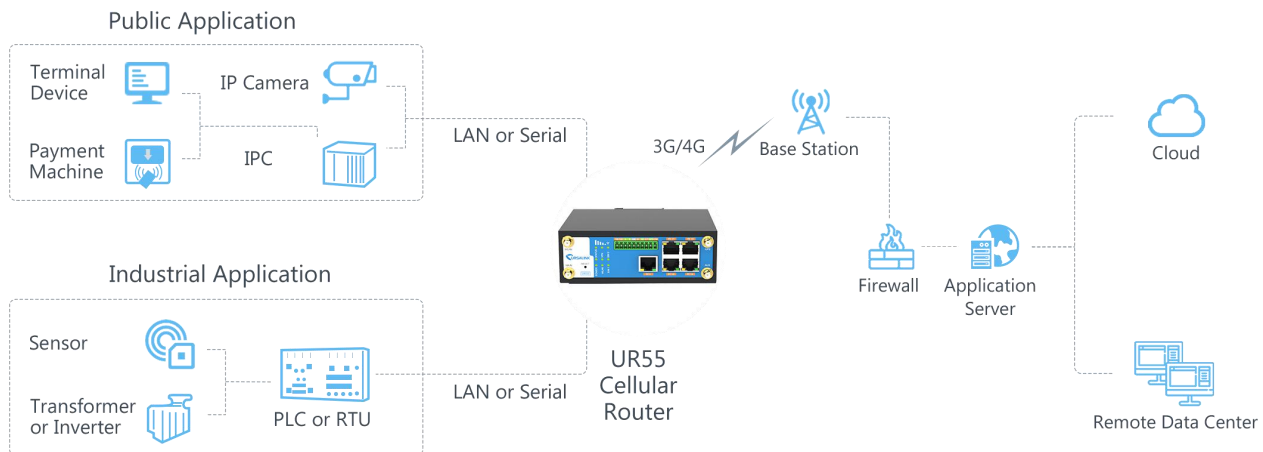 Public Application
Terminal
Device
IP Camera
Payment
Machine
IPC
LAN or Serial
3G/4G
Base Station
Cloud
Firewall
Application
Server
Industrial Application
Sensor
Transformer
or Inverter
PLC or RTU
LAN or Serial
UR55
Cellular
Router
Remote Data Center